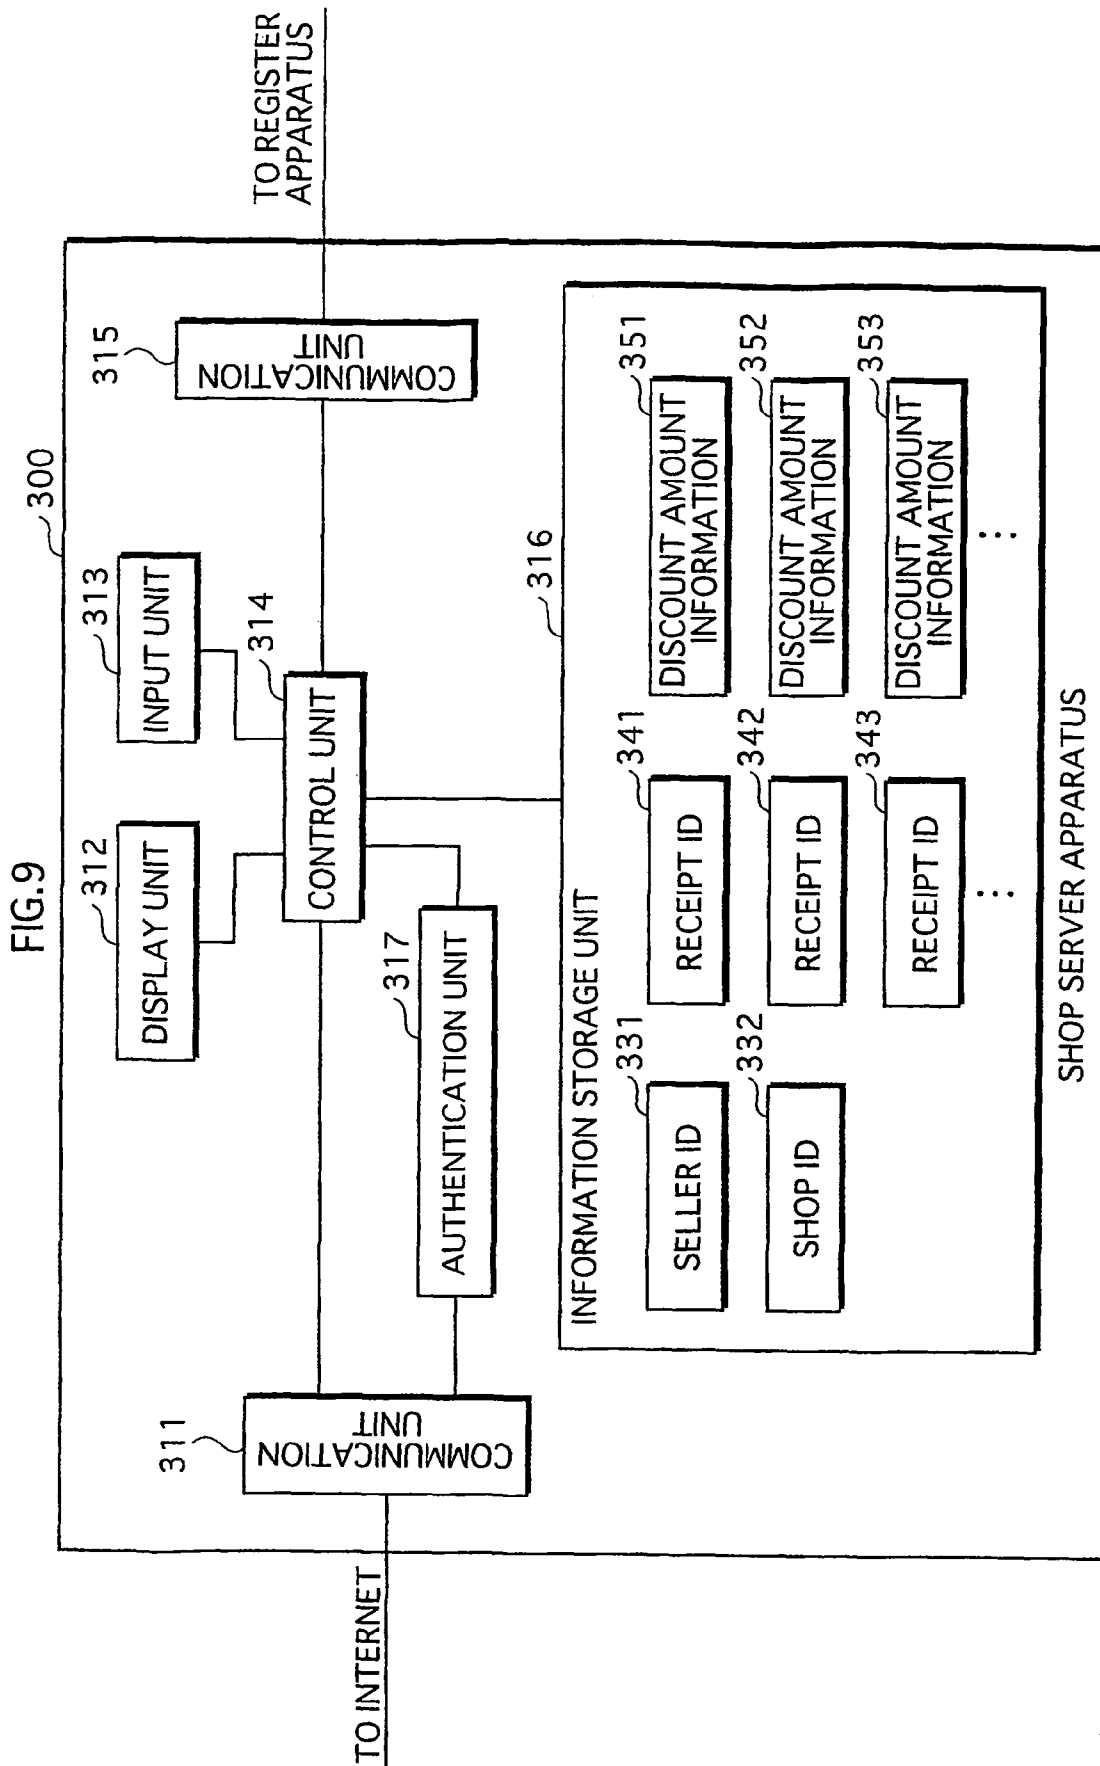 FIG.9
300
TO INTERNET
TO REGISTER
APPARATUS
311
COMMUNICATION
UNIT
312
DISPLAY UNIT
313
INPUT UNIT
314
CONTROL UNIT
315
COMMUNICATION
UNIT
317
AUTHENTICATION UNIT
316
INFORMATION STORAGE UNIT
331
SELLER ID
341
RECEIPT ID
351
DISCOUNT AMOUNT
INFORMATION
332
SHOP ID
342
RECEIPT ID
352
DISCOUNT AMOUNT
INFORMATION
343
RECEIPT ID
353
DISCOUNT AMOUNT
INFORMATION
...
...
SHOP SERVER APPARATUS